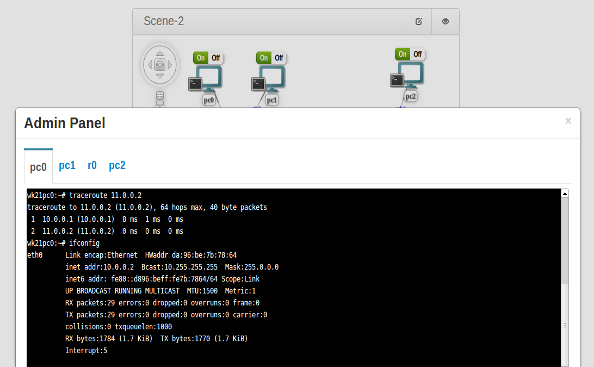 Scene-2
On Off
On Off
On Off
pc0
pc1
pc2
Admin Panel
x
pc0 pc1 r0 pc2
wk21pc0:~# traceroute 11.0.0.2
traceroute to 11.0.0.2 (11.0.0.2), 64 hops max, 40 byte packets
1 10.0.0.1 (10.0.0.1) 8 ms 1 ms 0 ms
2 11.0.0.2 (11.0.0.2) 0 ms 0 ms 0 ms
wk21pc0:~# ifconfig
eth0 Link encap:Ethernet HWaddr da:96:be:7b:78:64
inet addr:10.0.0.2 Bcast:10.255.255.255 Mask:255.0.0.0
inet6 addr: fe80::d896:beff:fe7b:7864/64 Scope:Link
UP BROADCAST RUNNING MULTICAST MTU:1500 Metric:1
RX packets:29 errors:0 dropped:0 overruns:0 frame:0
TX packets:29 errors:0 dropped:0 overruns:0 carrier:0
collisions:0 txqueuelen:1000
RX bytes:1784 (1.7 KiB) TX bytes:1770 (1.7 KiB)
Interrupt:5